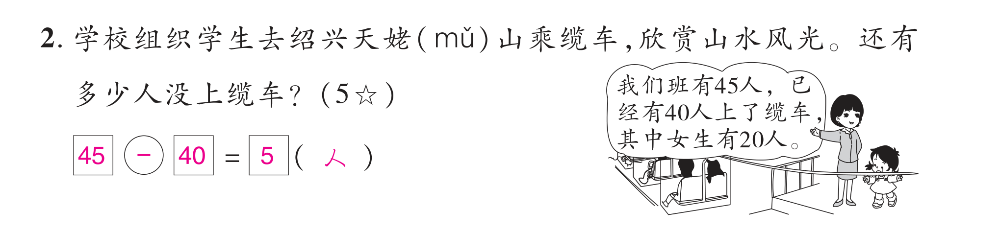 2. 学校组织学生去绍兴天姥(mǔ)山乘缆车,欣赏山水风光。还有
多少人没上缆车?(5☆)
我们班有45人，已
经有40人上了缆车，
其中女生有20人。
45 － 40 = 5 ( 人 )